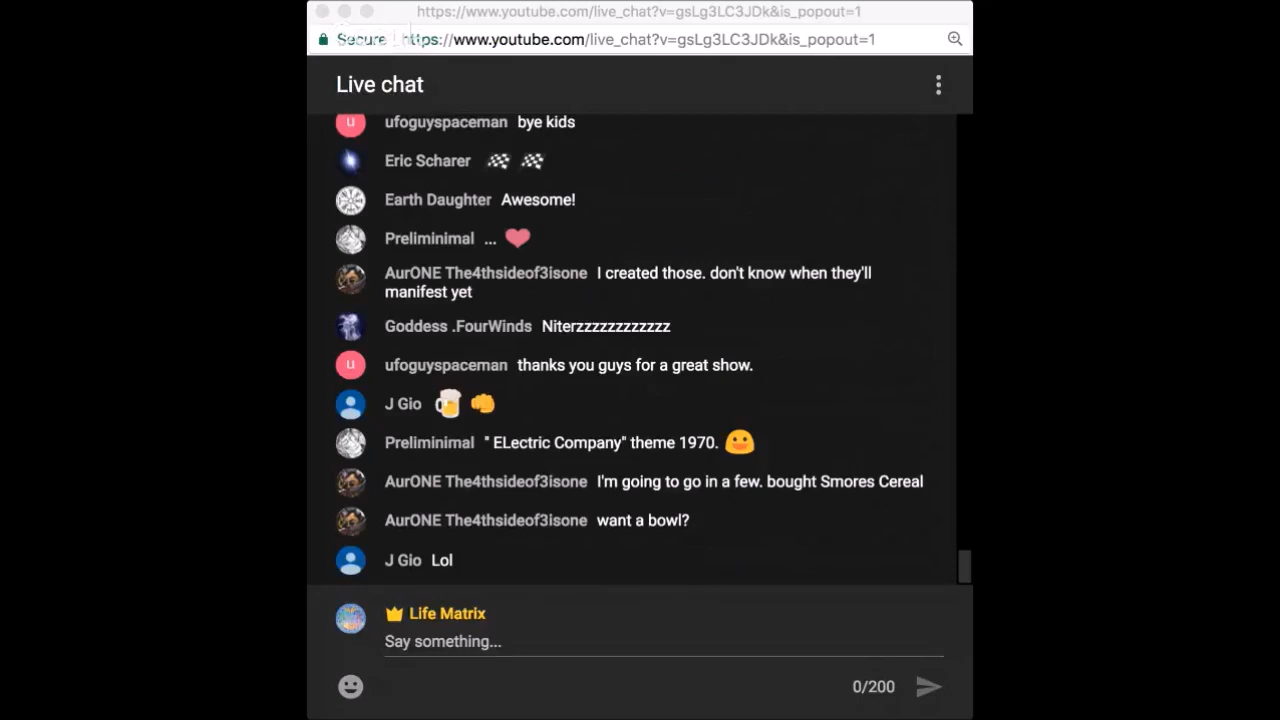 https://www.youtube.com/live_chat?v=gsLg3LC3JDk&is_popout=1
Secure https://www.youtube.com/live_chat?v=gsLg3LC3JDk&is_popout=1
Live chat
u ufoguyspaceman bye kids
Eric Scharer
Earth Daughter Awesome!
Preliminimal ...
AurONE The4thsideof3isone I created those. don't know when they'll
manifest yet
Goddess .FourWinds Niterzzzzzzzzzzzz
u ufoguyspaceman thanks you guys for a great show.
J Gio
Preliminimal " ELectric Company" theme 1970.
AurONE The4thsideof3isone I'm going to go in a few. bought Smores Cereal
AurONE The4thsideof3isone want a bowl?
J Gio Lol
Life Matrix
Say something...
0/200